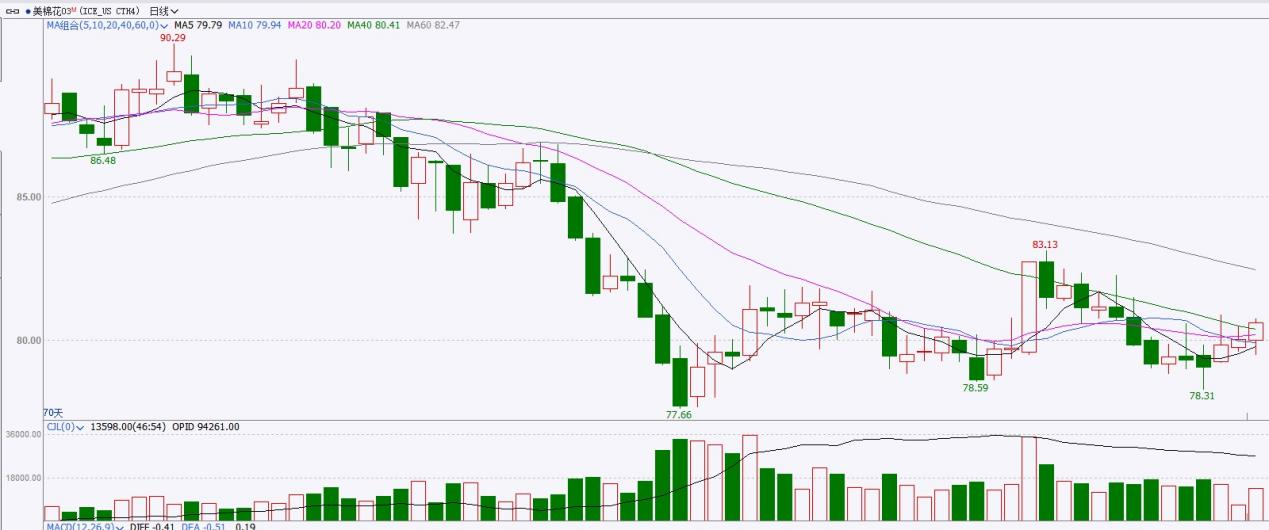 美棉花03M (ICE_US CTH4) 日线
MA组合(5,10,20,40,60,0) MA5 79.79 MA10 79.94 MA20 80.20 MA40 80.41 MA60 82.47
90.29
86.48
85.00
83.13
80.00
78.59
78.31
77.66
70天
CJL(0) 13598.00(46:54) OPID 94261.00
36000.00
18000.00
MACD(12,26,9) DIFF -0.41 DEA -0.51 0.19